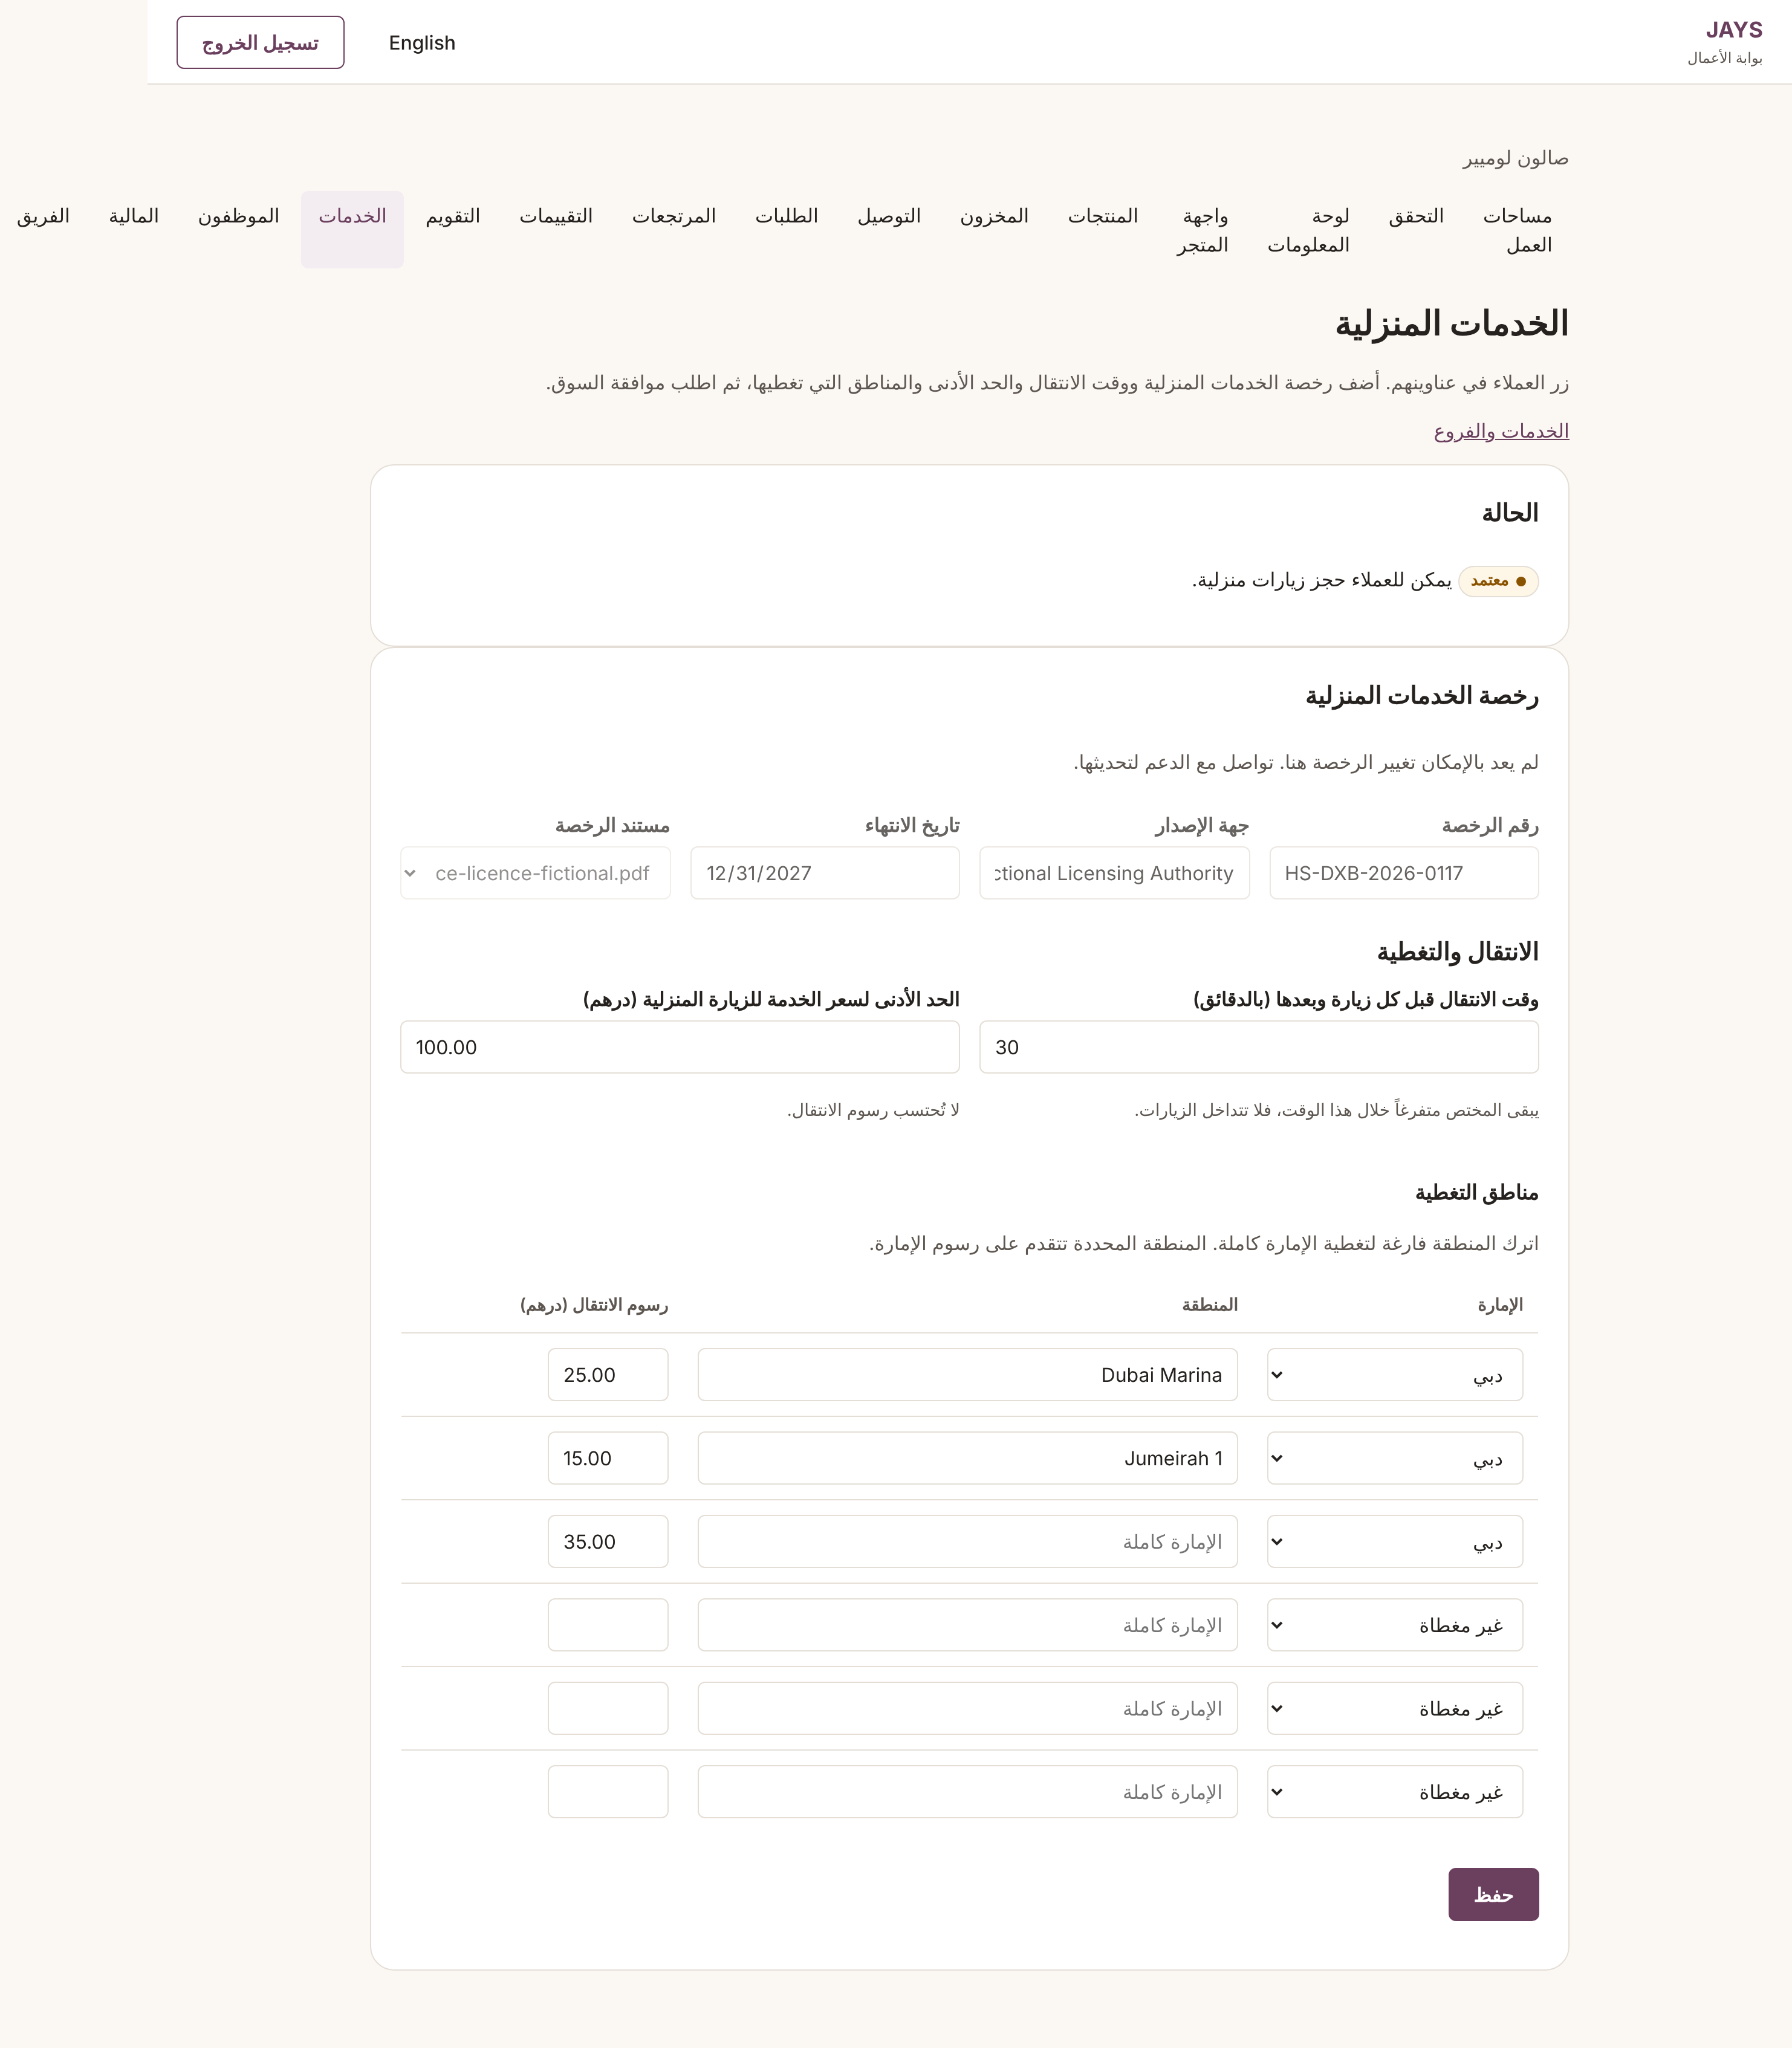 JAYS
بوابة الأعمال
English
تسجيل الخروج
صالون لوميير
مساحات العمل
التحقق
لوحة المعلومات
واجهة المتجر
المنتجات
المخزون
التوصيل
الطلبات
المرتجعات
التقييمات
التقويم
الخدمات
الموظفون
المالية
الفريق
الخدمات المنزلية
زر العملاء في عناوينهم. أضف رخصة الخدمات المنزلية ووقت الانتقال والحد الأدنى والمناطق التي تغطيها، ثم اطلب موافقة السوق.
الخدمات والفروع
الحالة
معتمد يمكن للعملاء حجز زيارات منزلية.
رخصة الخدمات المنزلية
لم يعد بالإمكان تغيير الرخصة هنا. تواصل مع الدعم لتحديثها.
رقم الرخصة
جهة الإصدار
تاريخ الانتهاء
مستند الرخصة
HS-DXB-2026-0117
ctional Licensing Authority
12/31/2027
ce-licence-fictional.pdf
الانتقال والتغطية
وقت الانتقال قبل كل زيارة وبعدها (بالدقائق)
الحد الأدنى لسعر الخدمة للزيارة المنزلية (درهم)
30
100.00
يبقى المختص متفرغاً خلال هذا الوقت، فلا تتداخل الزيارات.
لا تُحتسب رسوم الانتقال.
مناطق التغطية
اترك المنطقة فارغة لتغطية الإمارة كاملة. المنطقة المحددة تتقدم على رسوم الإمارة.
الإمارة
المنطقة
رسوم الانتقال (درهم)
دبي
Dubai Marina
25.00
دبي
Jumeirah 1
15.00
دبي
الإمارة كاملة
35.00
غير مغطاة
الإمارة كاملة
غير مغطاة
الإمارة كاملة
غير مغطاة
الإمارة كاملة
حفظ